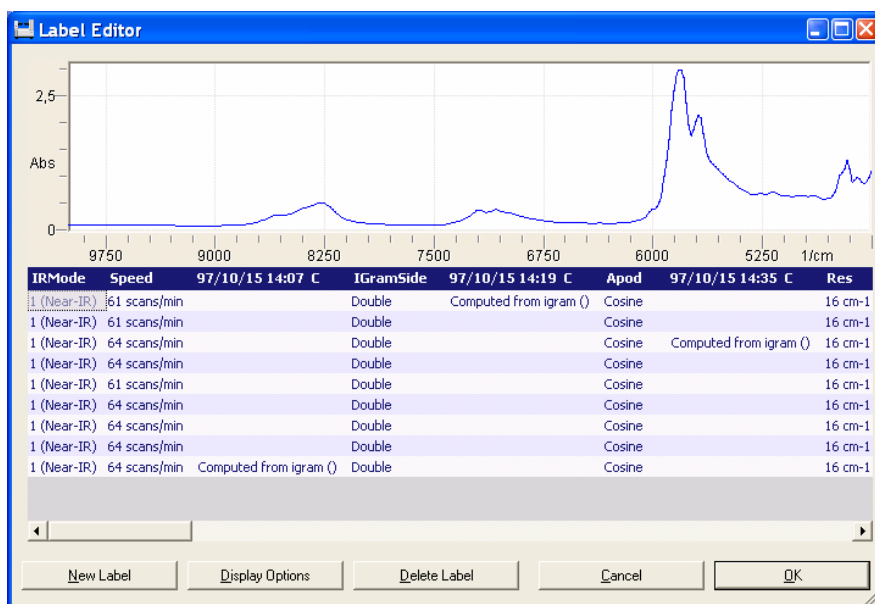 Label Editor
2,5
Abs
0
9750 9000 8250 7500 6750 6000 5250 1/cm
IRMode Speed 97/10/15 14:07 C IGramSide 97/10/15 14:19 C Apod 97/10/15 14:35 C Res
1 (Near-IR) 61 scans/min Double Computed from igram () Cosine 16 cm-1
1 (Near-IR) 61 scans/min Double Cosine 16 cm-1
1 (Near-IR) 64 scans/min Double Cosine Computed from igram () 16 cm-1
1 (Near-IR) 64 scans/min Double Cosine 16 cm-1
1 (Near-IR) 61 scans/min Double Cosine 16 cm-1
1 (Near-IR) 64 scans/min Double Cosine 16 cm-1
1 (Near-IR) 64 scans/min Double Cosine 16 cm-1
1 (Near-IR) 64 scans/min Double Cosine 16 cm-1
1 (Near-IR) 64 scans/min Computed from igram () Double Cosine 16 cm-1
New Label Display Options Delete Label Cancel OK